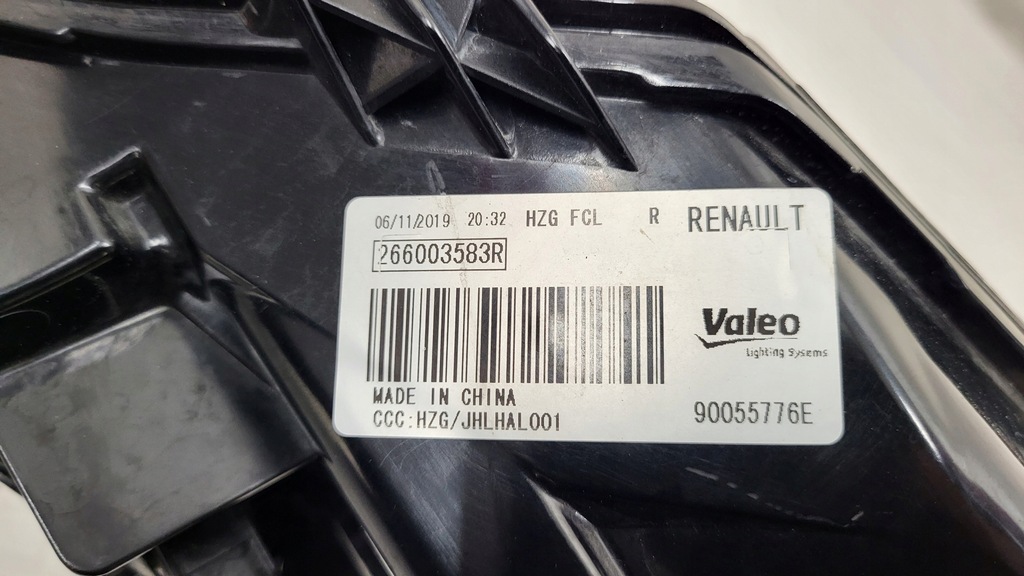 06/11/2019 20:32 HZG FCL R RENAULT
266003583R
Valeo
Lighting Sysems
MADE IN CHINA
CCC:HZG/JHLHAL001
90055776E